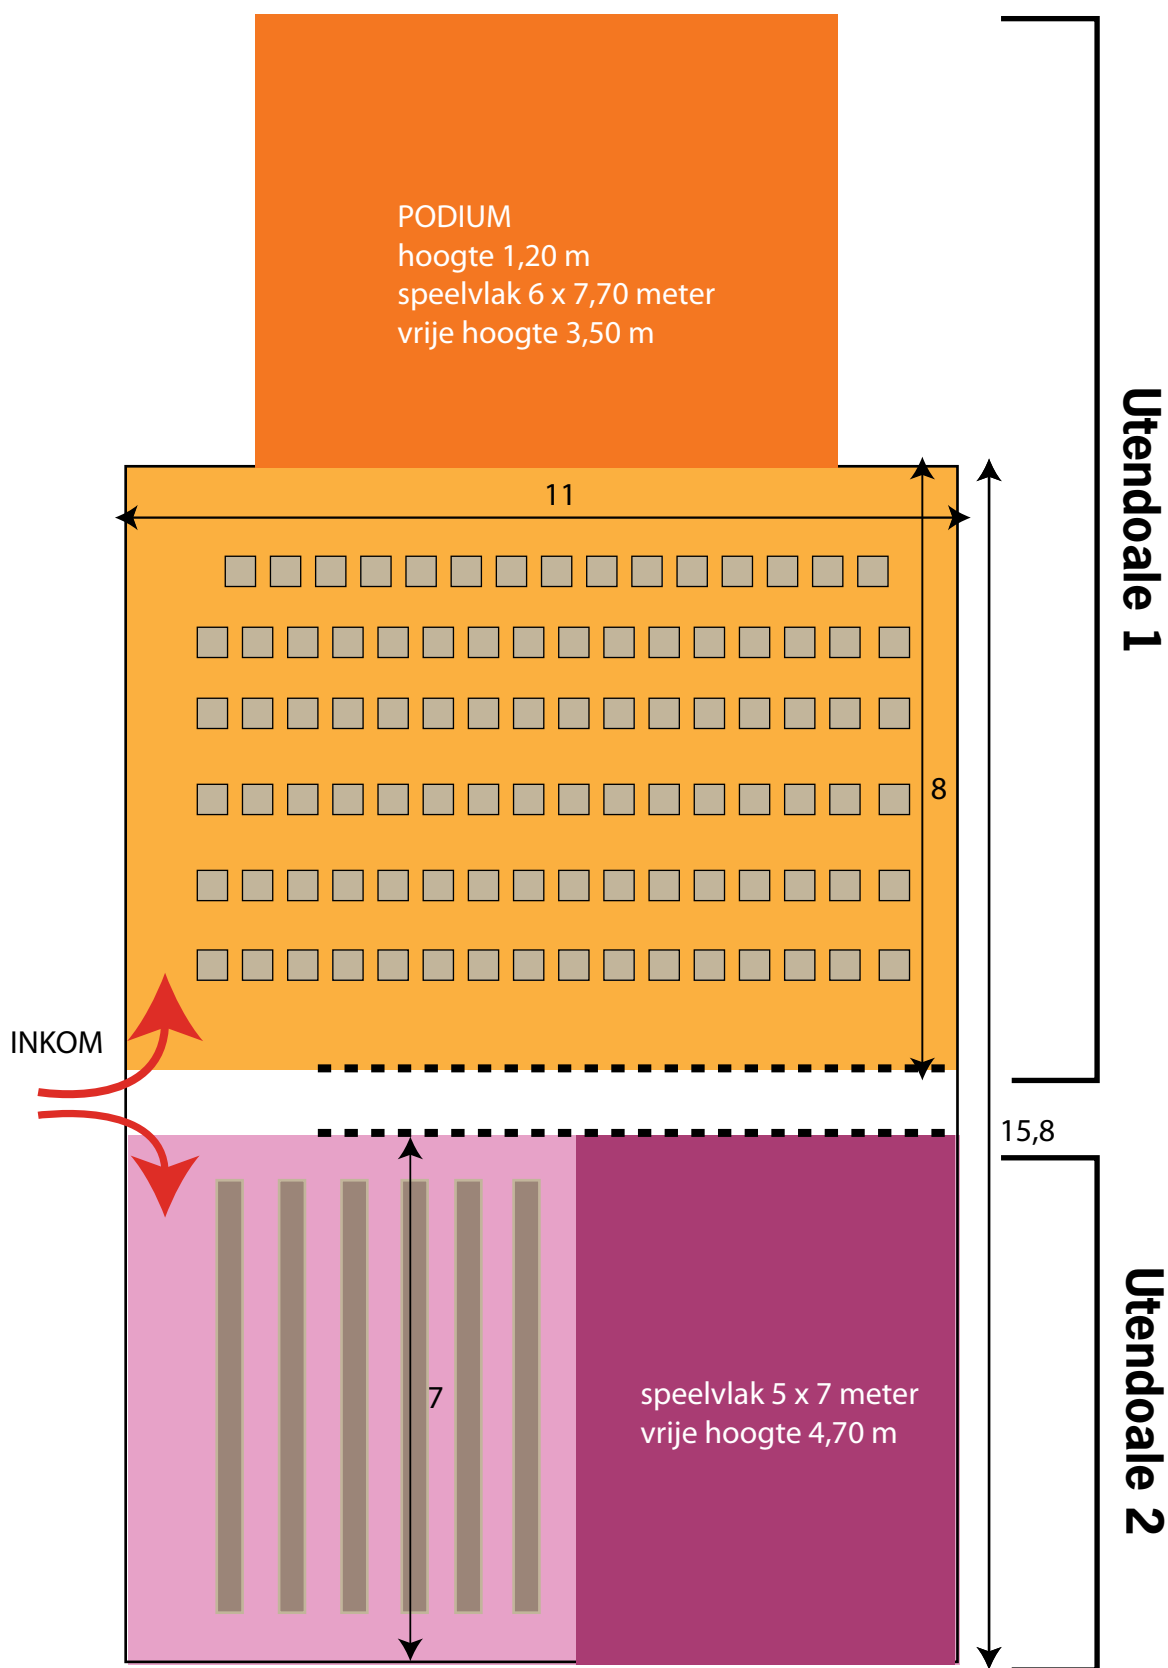 PODIUM
hoogte 1,20 m
speelvlak 6 x 7,70 meter
vrije hoogte 3,50 m
11
Utendoale 1
8
INKOM
15,8
7
speelvlak 5 x 7 meter
vrije hoogte 4,70 m
Utendoale 2